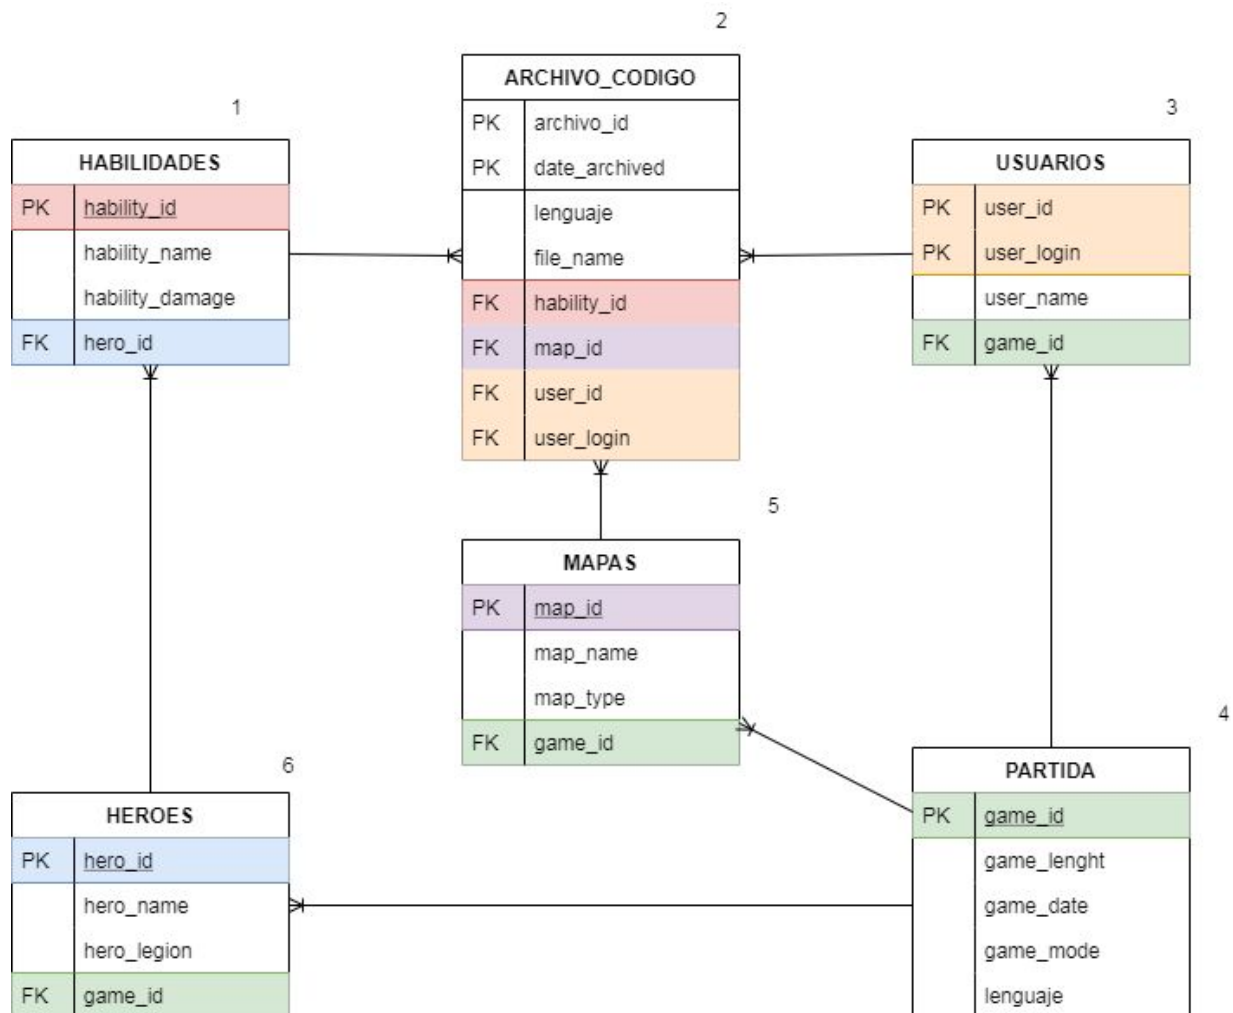 2
ARCHIVO_CODIGO
PK archivo_id
PK date_archived
lenguaje
file_name
FK hability_id
FK map_id
FK user_id
FK user_login
1
HABILIDADES
PK hability_id
hability_name
hability_damage
FK hero_id
3
USUARIOS
PK user_id
PK user_login
user_name
FK game_id
5
MAPAS
PK map_id
map_name
map_type
FK game_id
4
PARTIDA
PK game_id
game_lenght
game_date
game_mode
lenguaje
6
HEROES
PK hero_id
hero_name
hero_legion
FK game_id